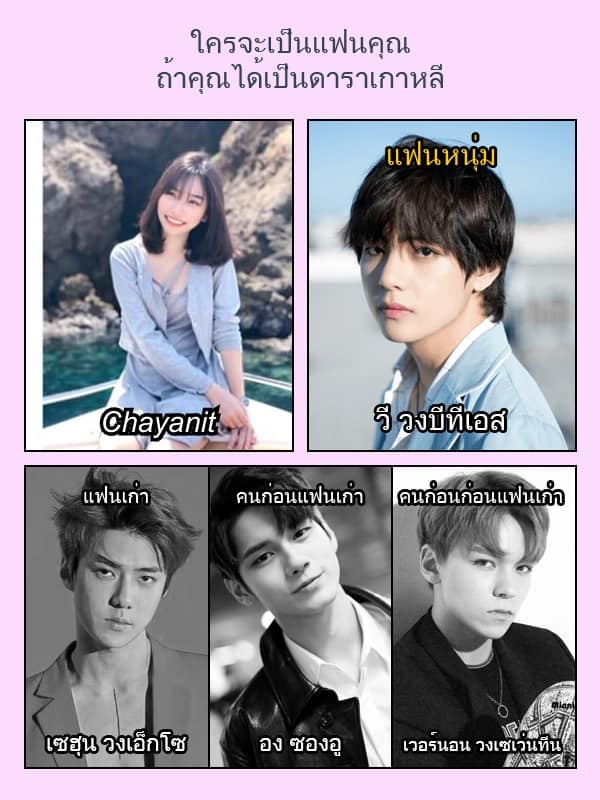 ใครจะเป็นแฟนคุณ
ถ้าคุณได้เป็นดาราเกาหลี
Chayanit
แฟนหนุ่ม
วี วงบีทีเอส
แฟนเก่า
คนก่อนแฟนเก่า
คนก่อนก่อนแฟนเก่า
เซฮุน วงเอ็กโซ
อง ซองอู
เวอร์นอน วงเซเว่นทีน
Miami